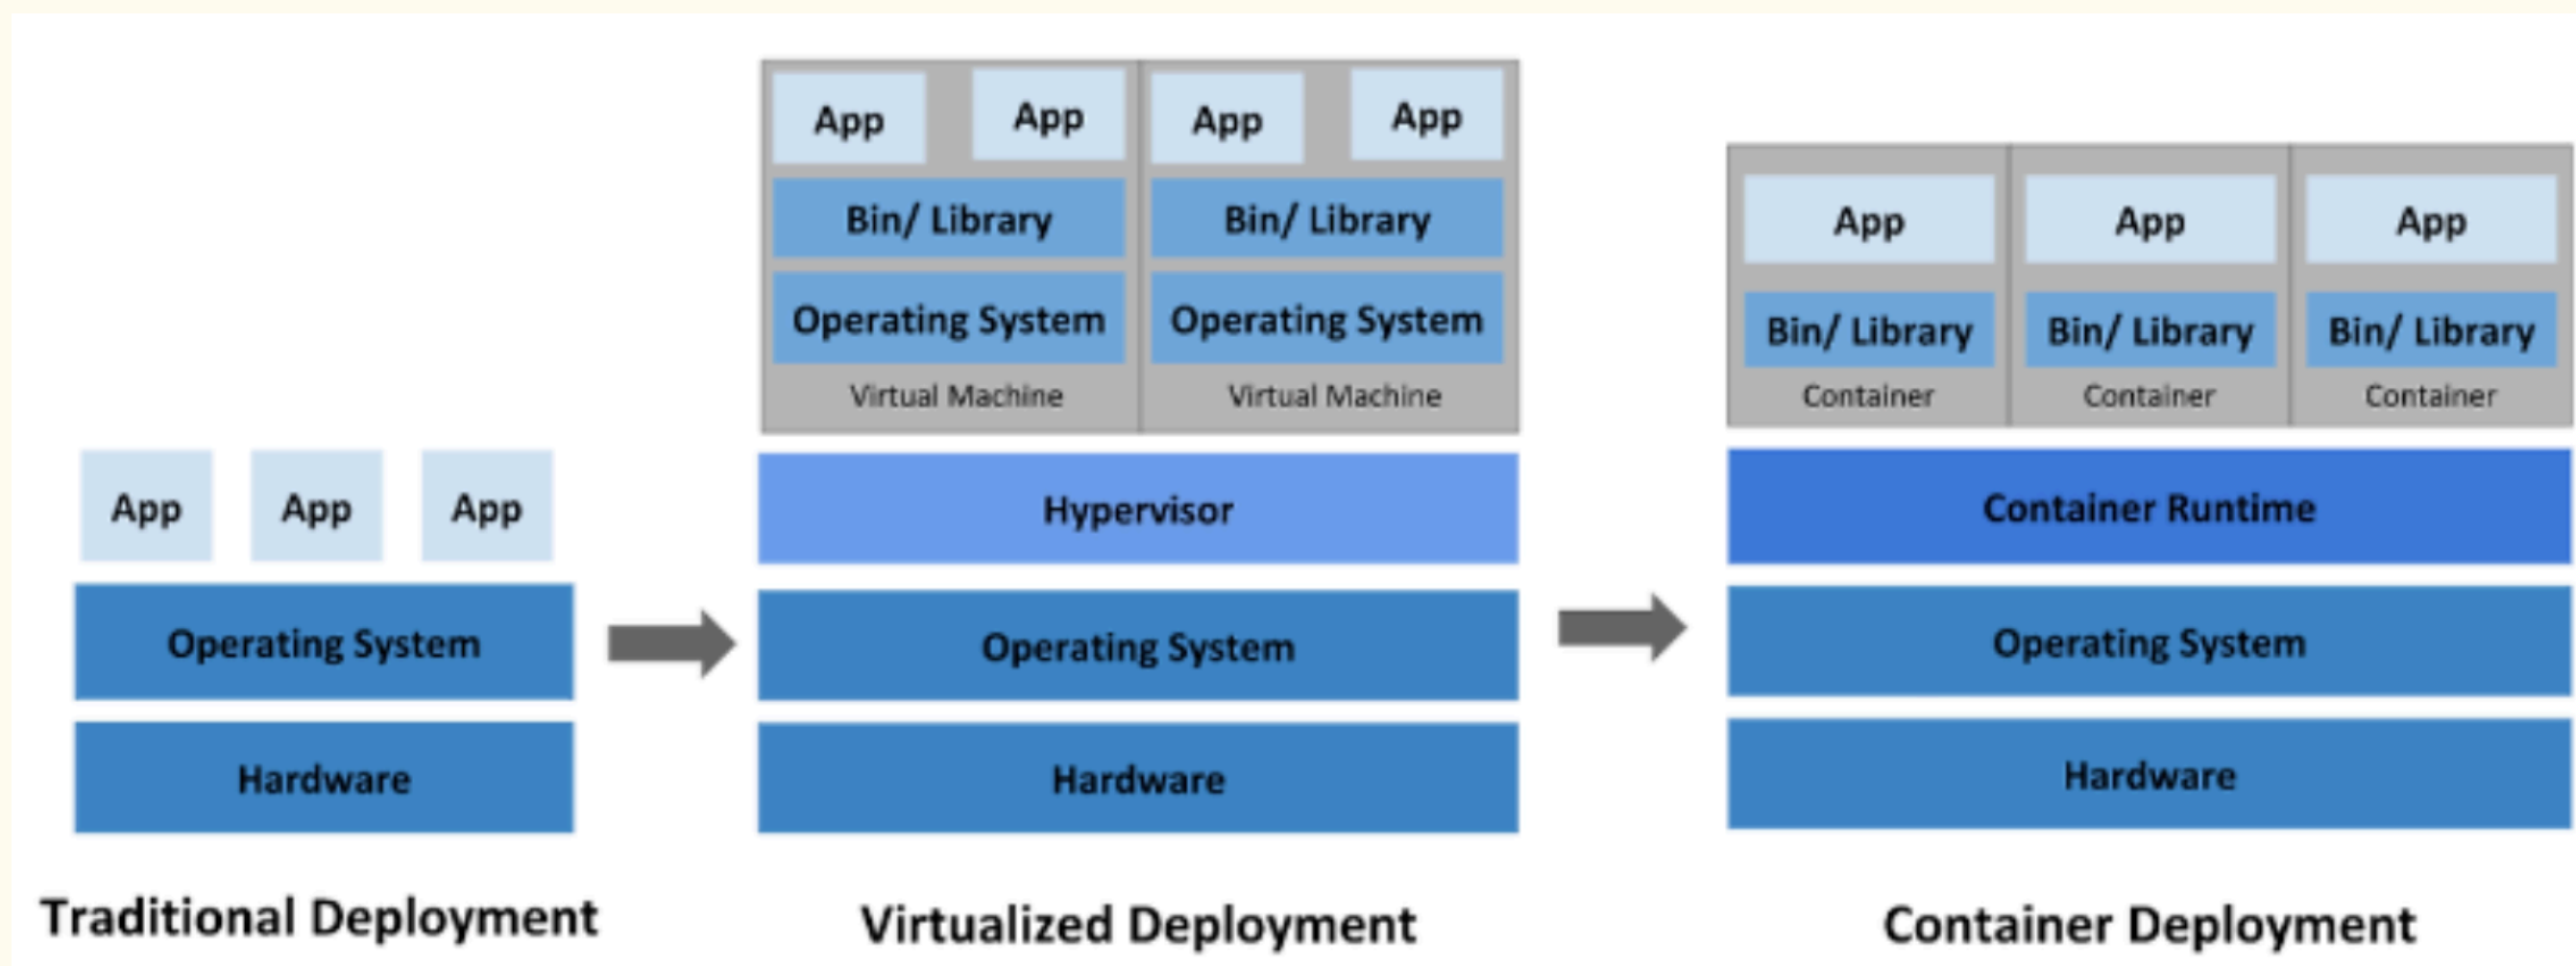 App
App
App
Operating System
Hardware
Traditional Deployment
App
App
App
App
Bin/ Library
Bin/ Library
Operating System
Operating System
Virtual Machine
Virtual Machine
Hypervisor
Operating System
Hardware
Virtualized Deployment
App
App
App
Bin/ Library
Bin/ Library
Bin/ Library
Container
Container
Container
Container Runtime
Operating System
Hardware
Container Deployment